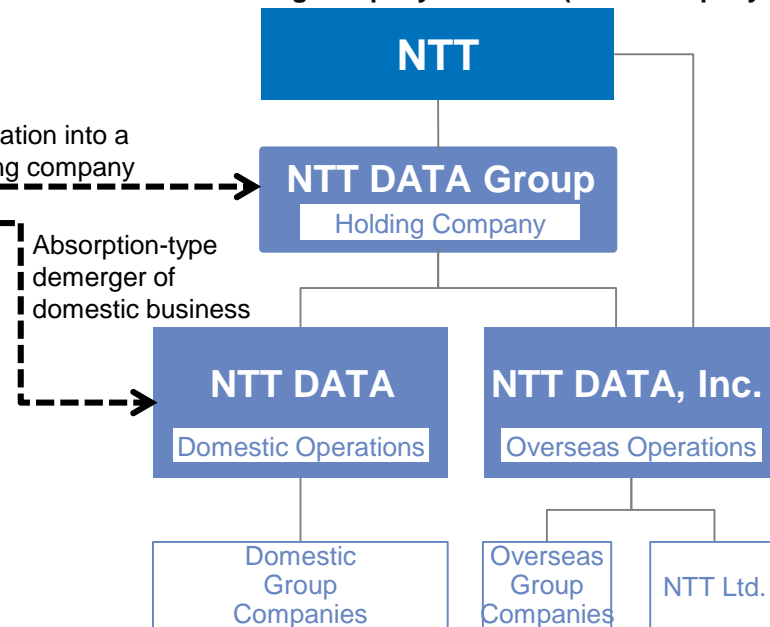 NTT
ation into a
ng company
NTT DATA Group
Holding Company
Absorption-type
demerger of
domestic business
NTT DATA
Domestic Operations
NTT DATA, Inc.
Overseas Operations
Domestic
Group
Companies
Overseas
Group
Companies
NTT Ltd.